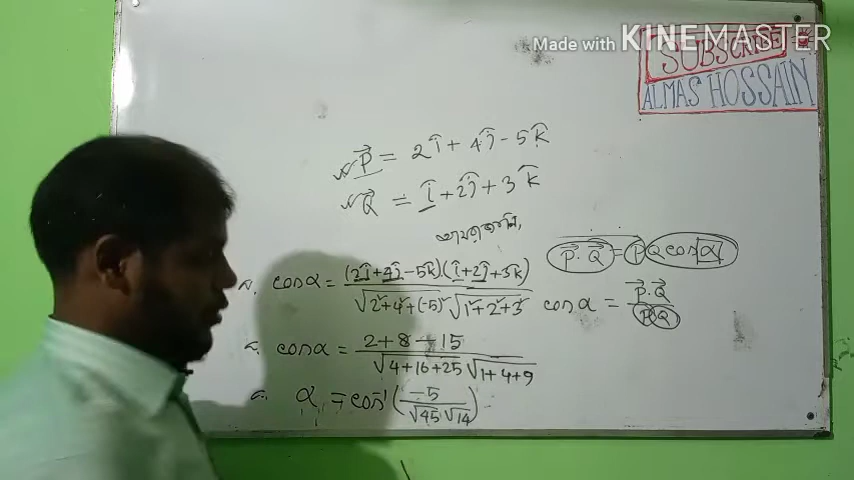 Made with KINEMASTER
SUBSCRIBE
ALMAS HOSSAIN
P⃗ = 2î + 4ĵ - 5k̂
Q⃗ = î + 2ĵ + 3k̂
আমরা জানি,
P⃗.Q⃗ = PQ cosα
∴ cosα = (2î+4ĵ-5k̂)(î+2ĵ+3k̂) / √2²+4²+(-5)² √1²+2²+3²
cosα = P⃗.Q⃗ / PQ
∴ cosα = 2+8-15 / √4+16+25 √1+4+9
∴ α = cos⁻¹(-5 / √45 √14)